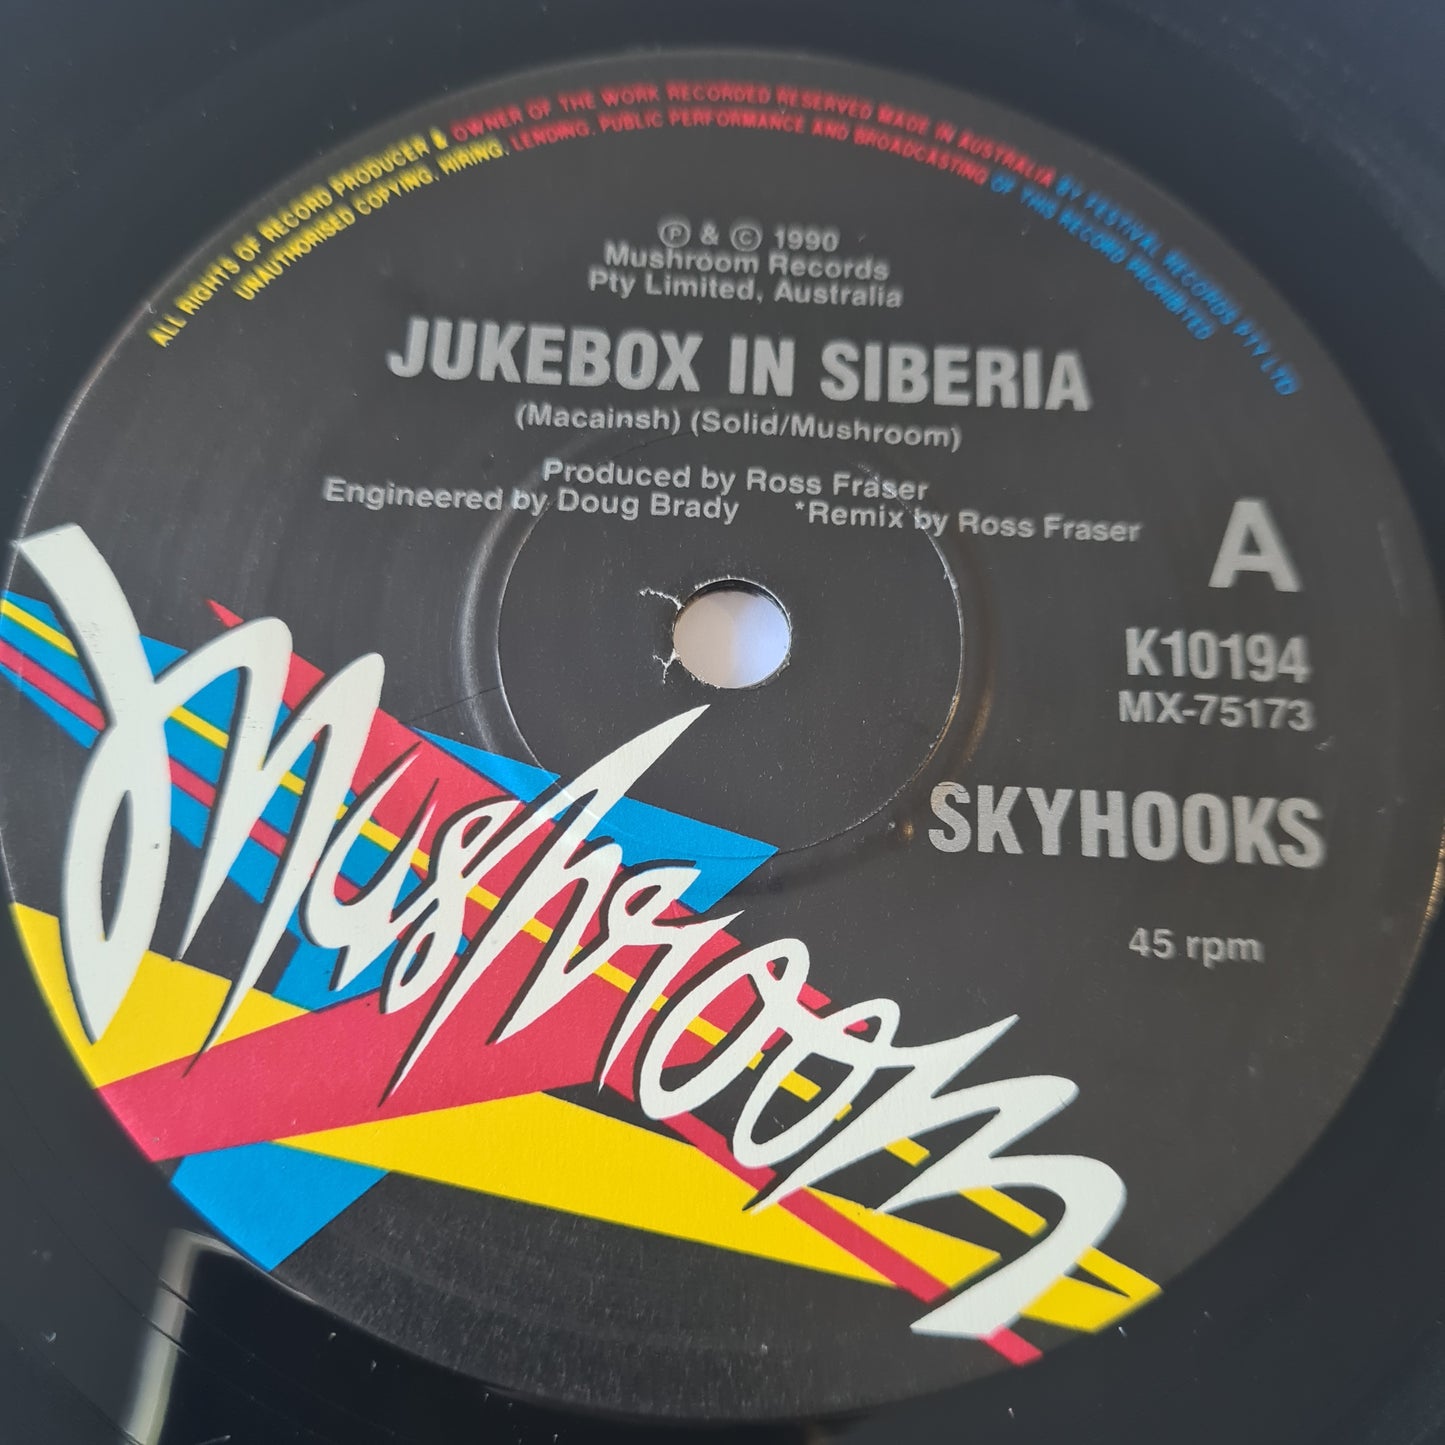 ALL RIGHTS OF RECORD PRODUCER & OWNER OF THE WORK RECORDED RESERVED MADE IN AUSTRALIA BY FESTIVAL RECORDS PTY LTD
UNAUTHORISED COPYING, HIRING, LENDING, PUBLIC PERFORMANCE AND BROADCASTING OF THIS RECORD PROHIBITED
Ⓟ & © 1990
Mushroom Records
Pty Limited, Australia
JUKEBOX IN SIBERIA
(Macainsh) (Solid/Mushroom)
Produced by Ross Fraser
Engineered by Doug Brady *Remix by Ross Fraser
A
K10194
MX-75173
SKYHOOKS
45 rpm
Mushroom